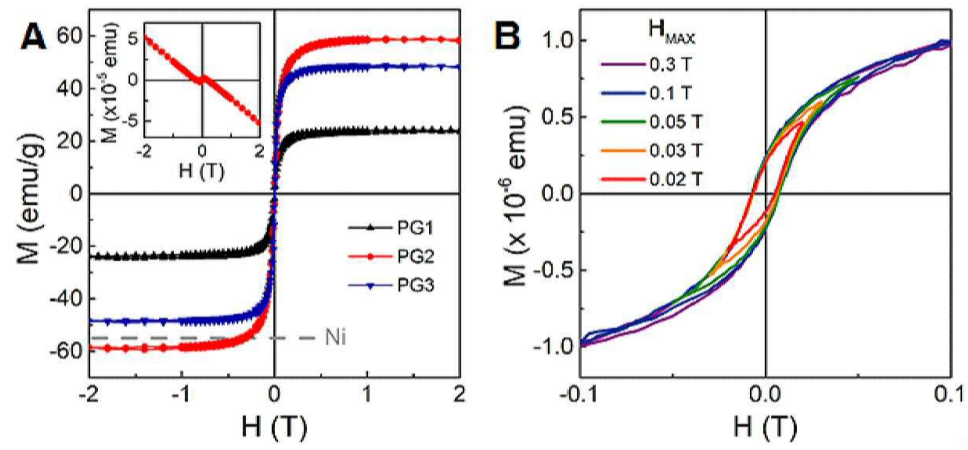 A
60
40
20
0
-20
-40
-60
M (emu/g)
-2
-1
0
1
2
H (T)
5
0
-5
M (x10⁻⁵ emu)
-2
0
2
H (T)
PG1
PG2
PG3
Ni
B
1.0
0.5
0.0
-0.5
-1.0
M (x 10⁻⁶ emu)
H_MAX
0.3 T
0.1 T
0.05 T
0.03 T
0.02 T
-0.1
0.0
0.1
H (T)